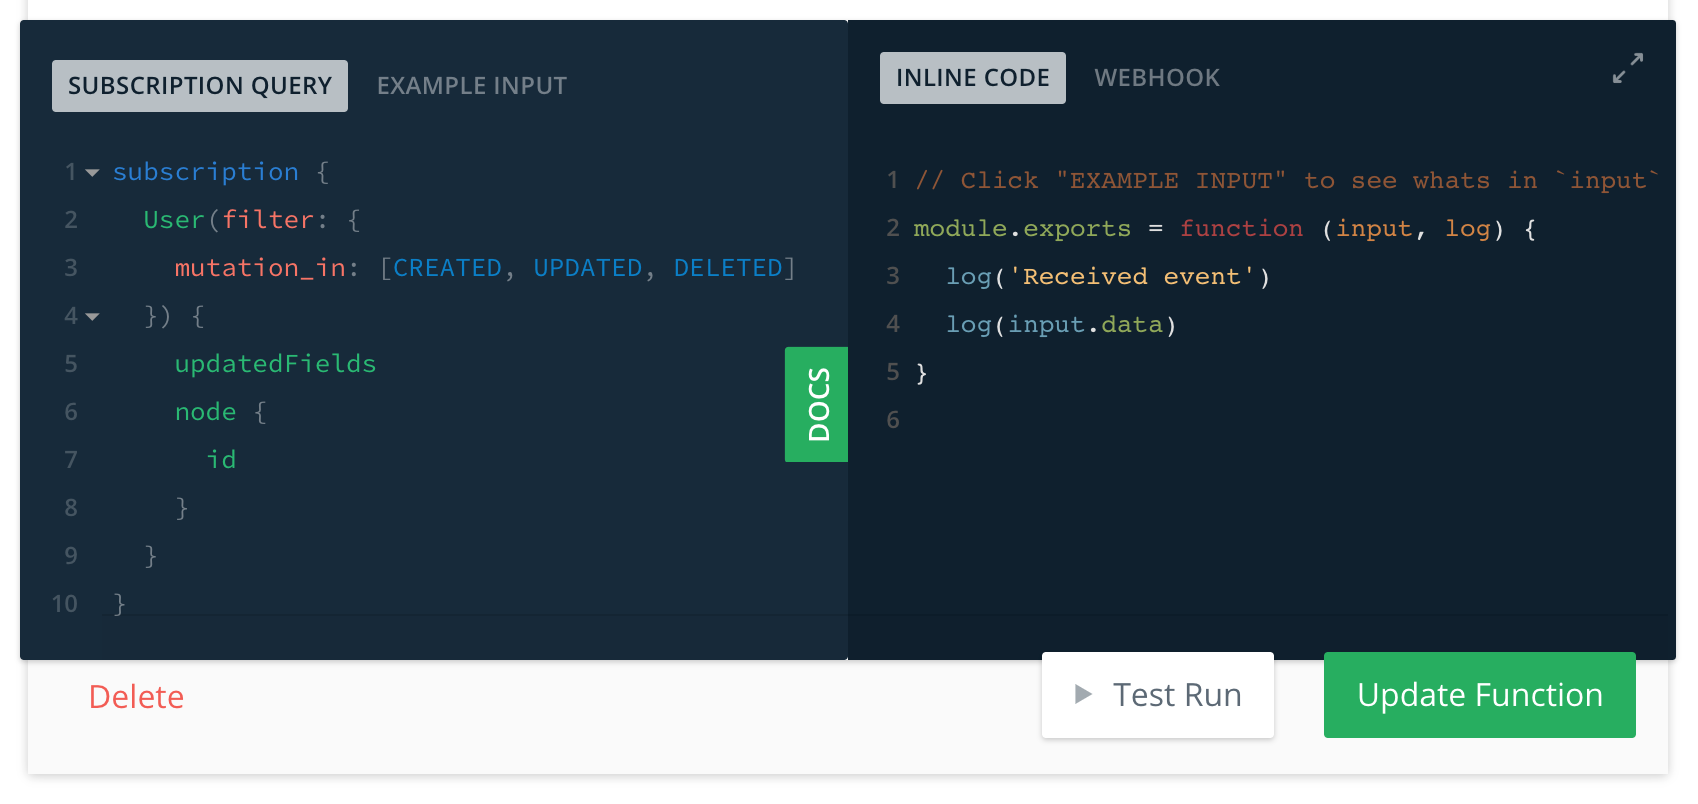 SUBSCRIPTION QUERY EXAMPLE INPUT
1 subscription {
2 User(filter: {
3 mutation_in: [CREATED, UPDATED, DELETED]
4 }) {
5 updatedFields
6 node {
7 id
8 }
9 }
10 }
DOCS
INLINE CODE WEBHOOK
1 // Click "EXAMPLE INPUT" to see whats in `input`
2 module.exports = function (input, log) {
3 log('Received event')
4 log(input.data)
5 }
6
Delete
Test Run
Update Function